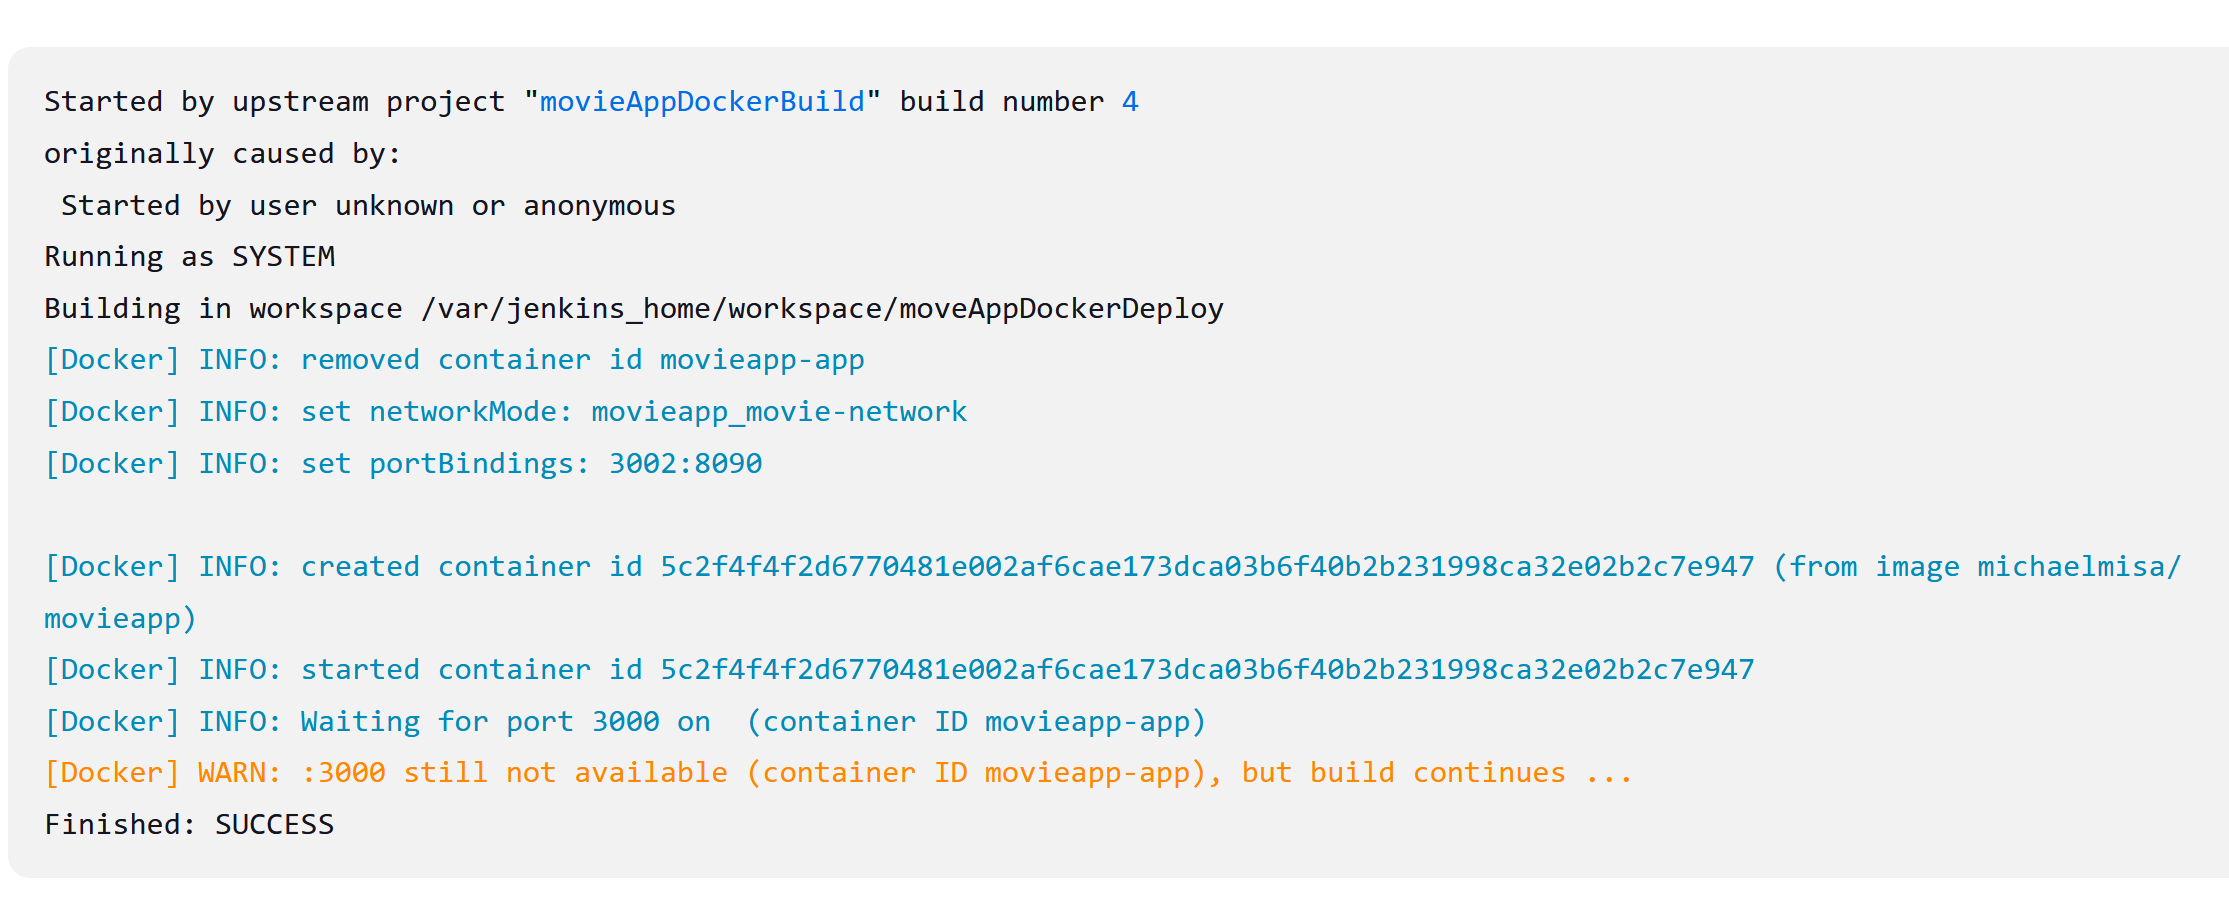 Started by upstream project "movieAppDockerBuild" build number 4
originally caused by:
 Started by user unknown or anonymous
Running as SYSTEM
Building in workspace /var/jenkins_home/workspace/moveAppDockerDeploy
[Docker] INFO: removed container id movieapp-app
[Docker] INFO: set networkMode: movieapp_movie-network
[Docker] INFO: set portBindings: 3002:8090
[Docker] INFO: created container id 5c2f4f4f2d6770481e002af6cae173dca03b6f40b2b231998ca32e02b2c7e947 (from image michaelmisa/
movieapp)
[Docker] INFO: started container id 5c2f4f4f2d6770481e002af6cae173dca03b6f40b2b231998ca32e02b2c7e947
[Docker] INFO: Waiting for port 3000 on  (container ID movieapp-app)
[Docker] WARN: :3000 still not available (container ID movieapp-app), but build continues ...
Finished: SUCCESS